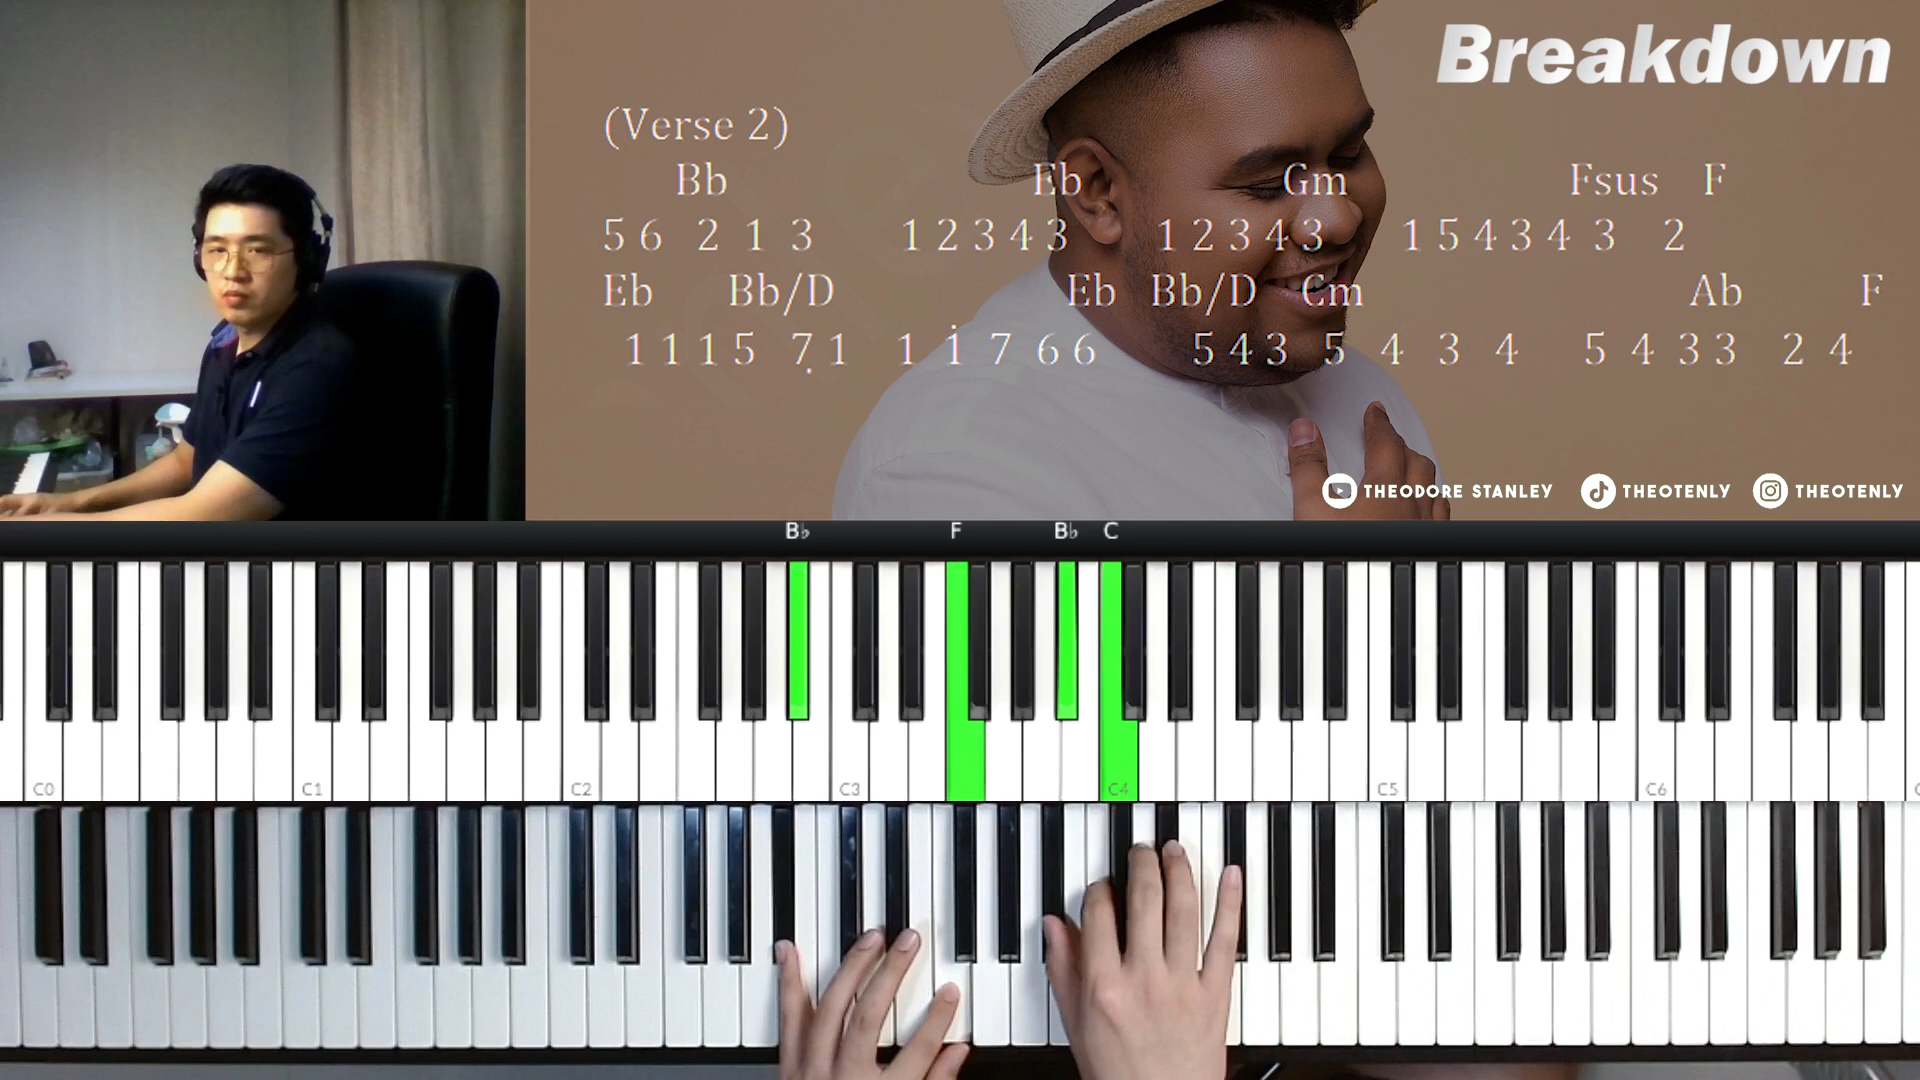 Breakdown
(Verse 2)
Bb Eb Gm Fsus F
5 6 2 1 3 1 2 3 4 3 1 2 3 4 3 1 5 4 3 4 3 2
Eb Bb/D Eb Bb/D Cm Ab F
1 1 1 5 7̣ 1 1 i 7 6 6 5 4 3 5 4 3 4 5 4 3 3 2 4
THEODORE STANLEY THEOTENLY THEOTENLY
B♭ F B♭ C
C0 C1 C2 C3 C4 C5 C6